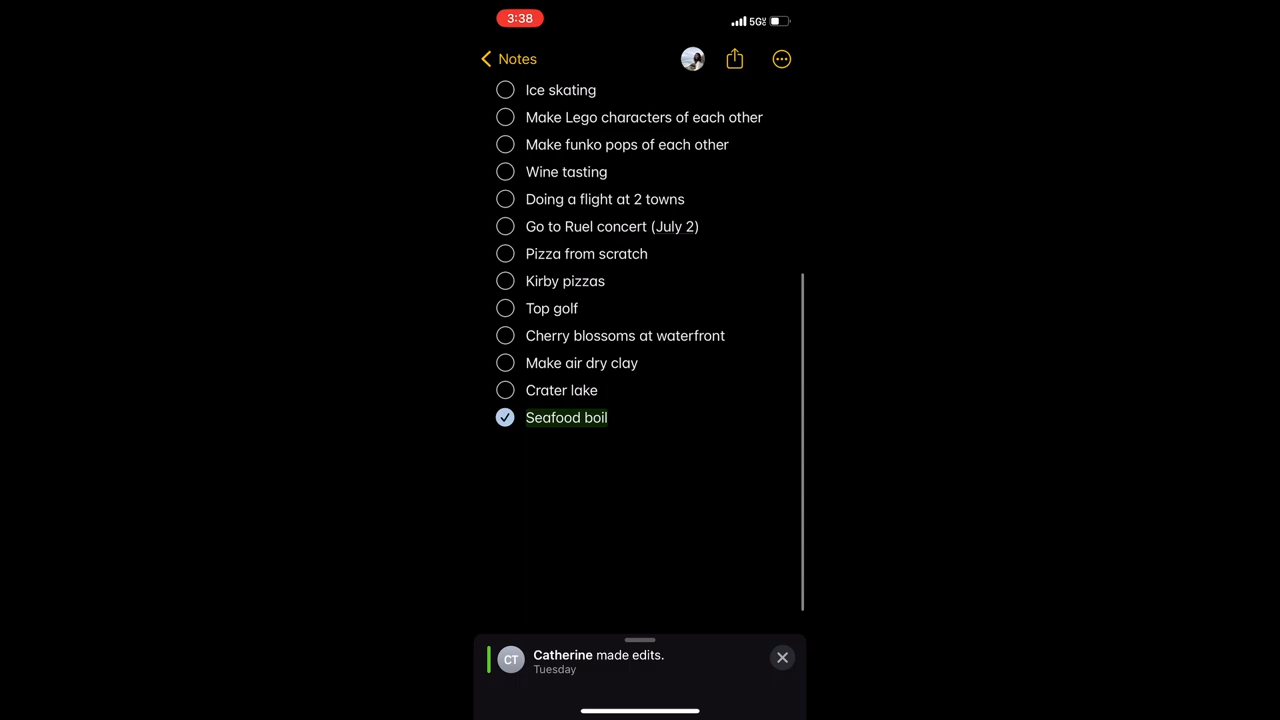 3:38
5G
Notes
Ice skating
Make Lego characters of each other
Make funko pops of each other
Wine tasting
Doing a flight at 2 towns
Go to Ruel concert (July 2)
Pizza from scratch
Kirby pizzas
Top golf
Cherry blossoms at waterfront
Make air dry clay
Crater lake
Seafood boil
CT
Catherine made edits.
Tuesday